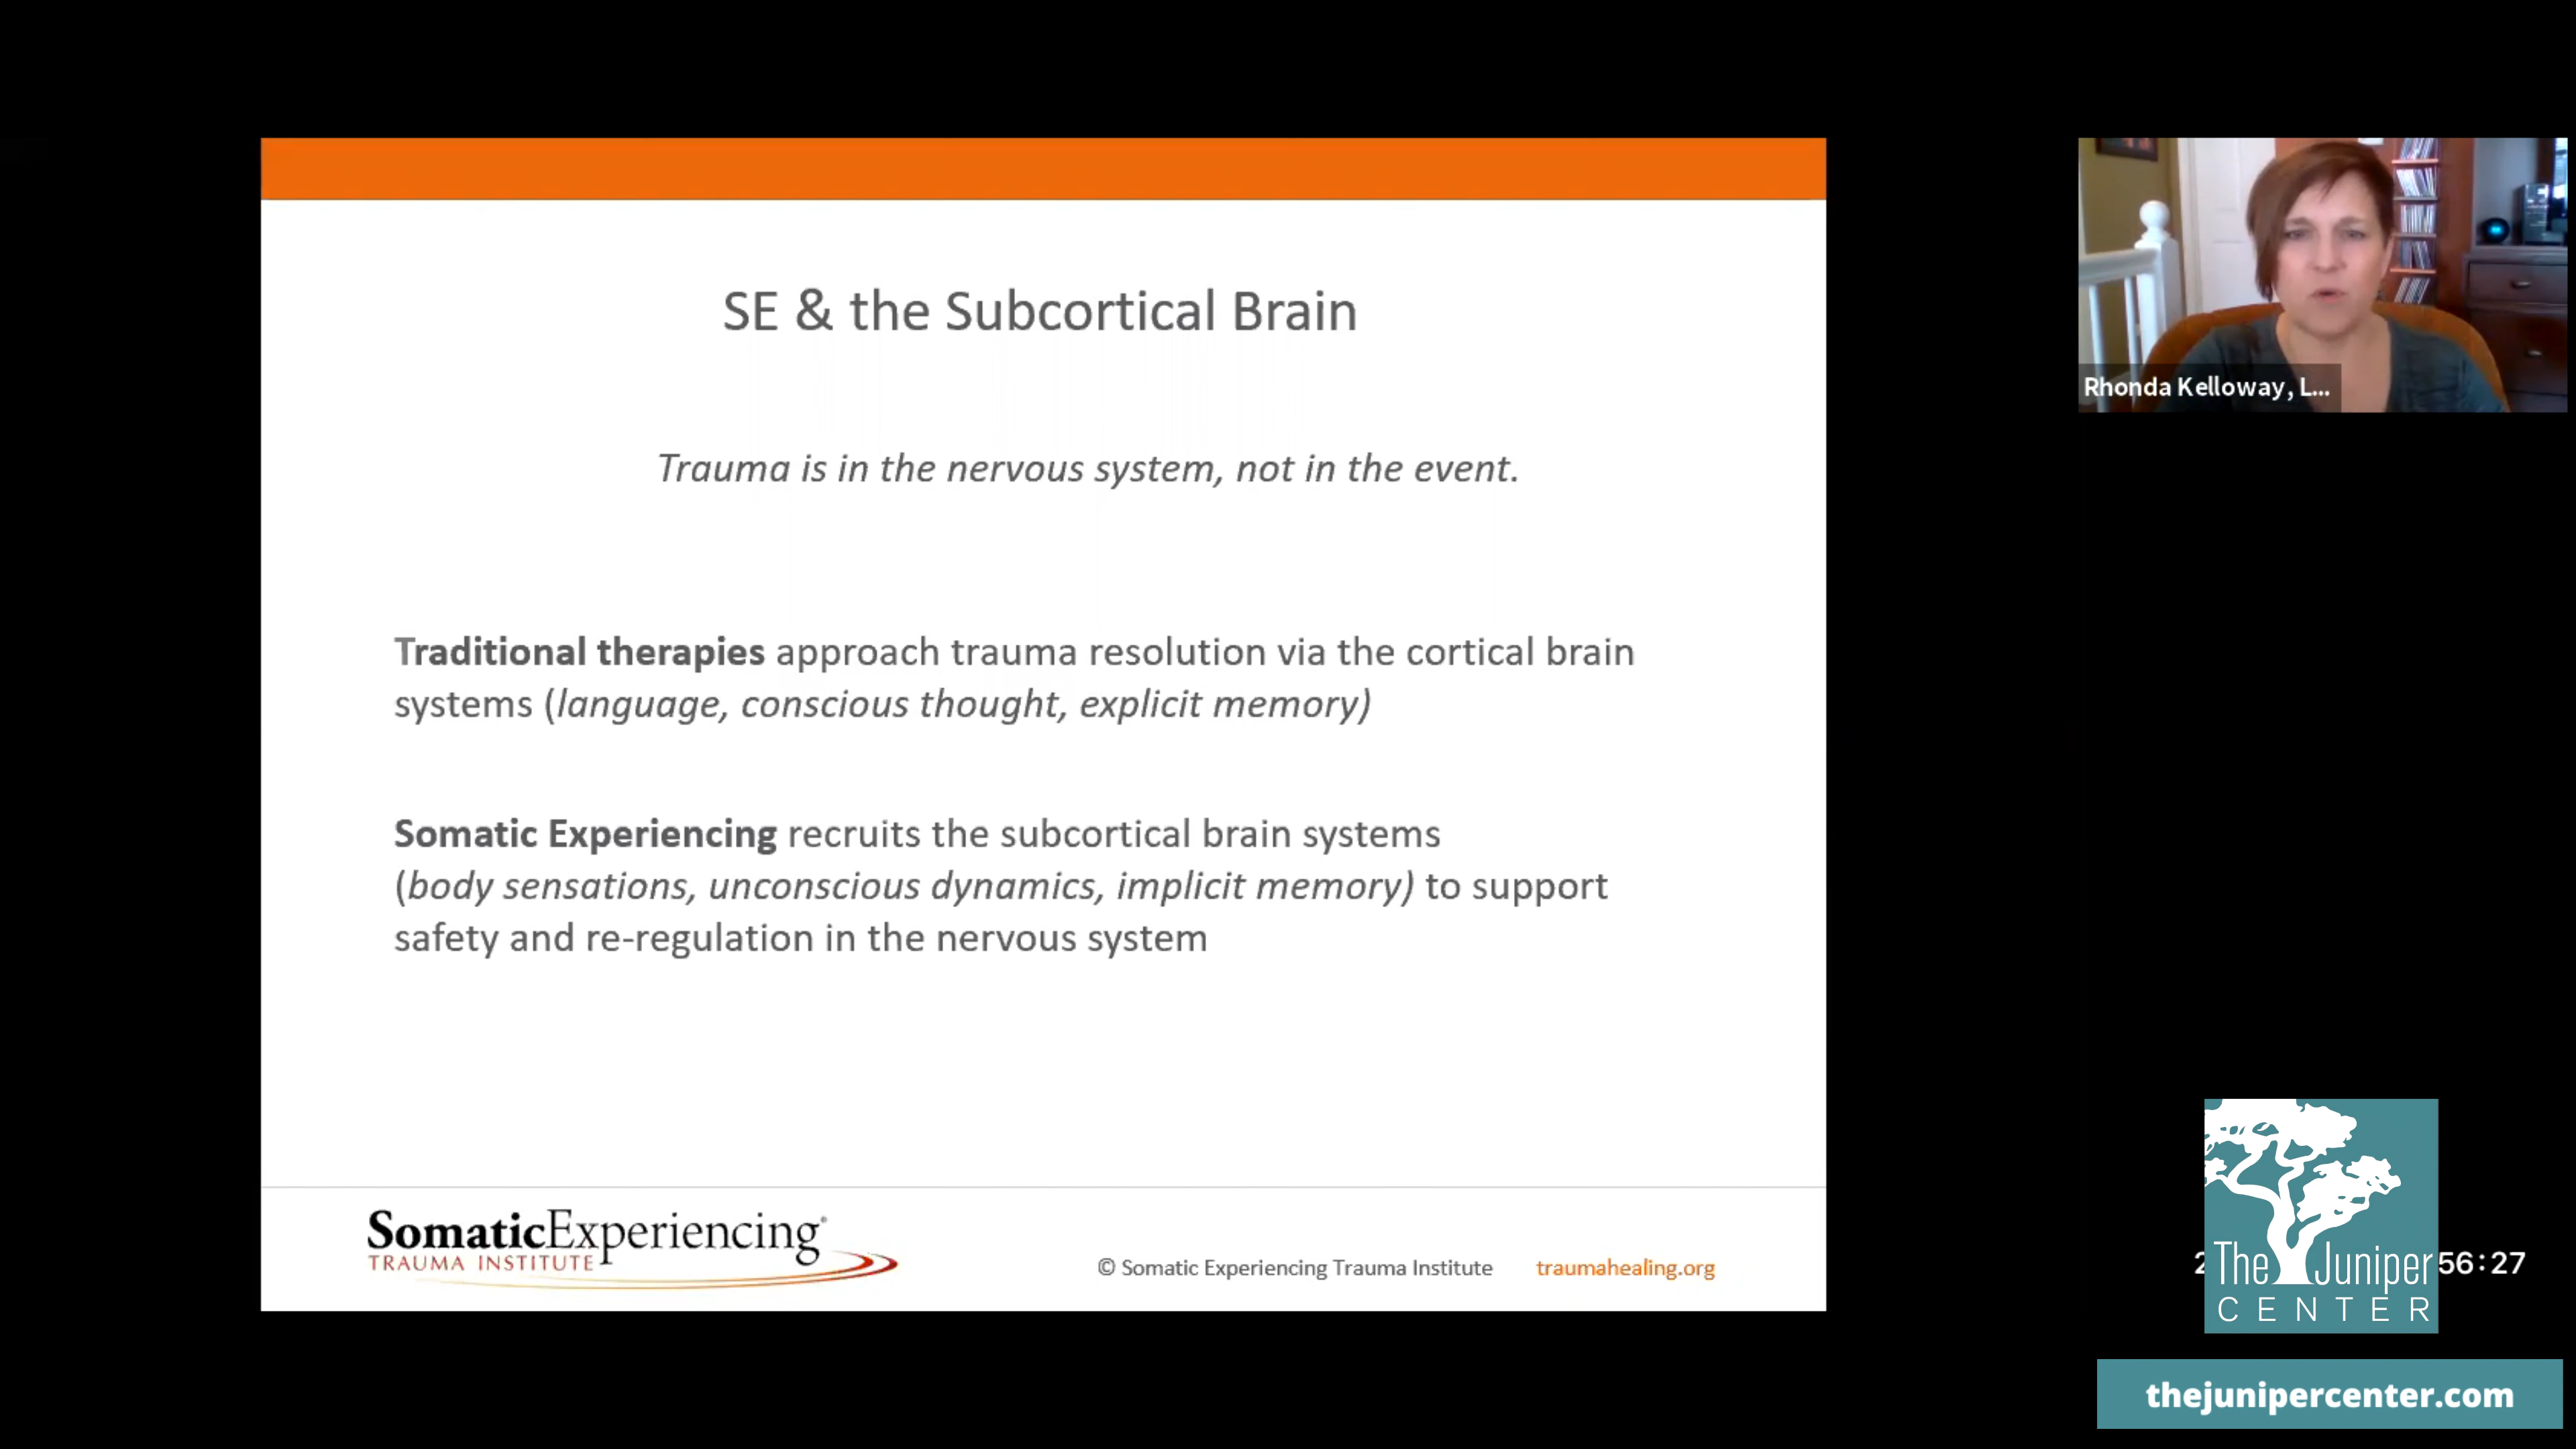 SE & the Subcortical Brain
Trauma is in the nervous system, not in the event.
Traditional therapies approach trauma resolution via the cortical brain
systems (language, conscious thought, explicit memory)
Somatic Experiencing recruits the subcortical brain systems
(body sensations, unconscious dynamics, implicit memory) to support
safety and re-regulation in the nervous system
SomaticExperiencing®
TRAUMA INSTITUTE
© Somatic Experiencing Trauma Institute traumahealing.org
Rhonda Kelloway, L...
The Juniper
CENTER
56:27
thejunipercenter.com